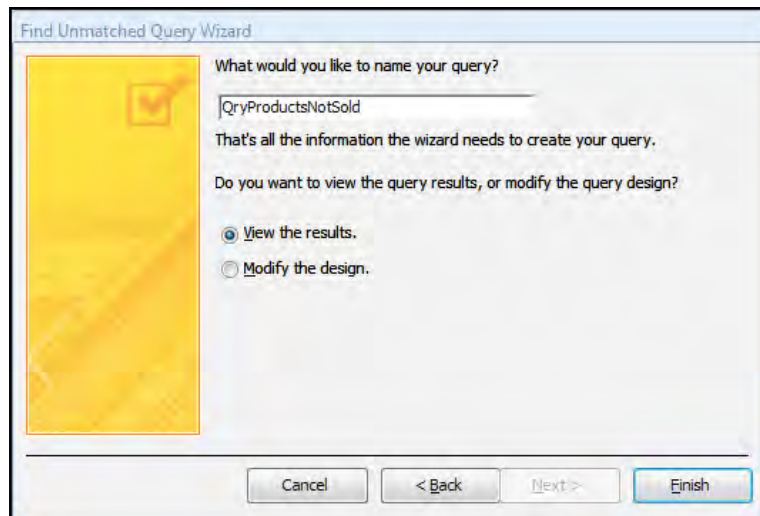 Find Unmatched Query Wizard
What would you like to name your query?
QryProductsNotSold
That's all the information the wizard needs to create your query.
Do you want to view the query results, or modify the query design?
View the results.
Modify the design.
Cancel
< Back
Next >
Finish